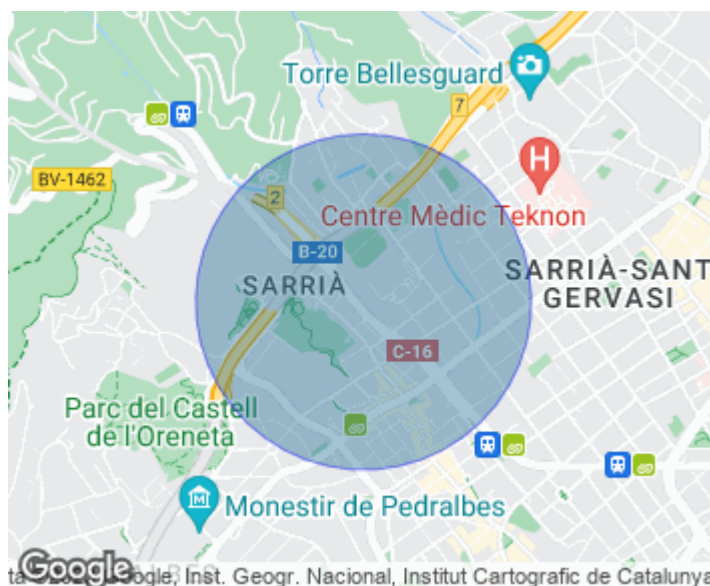 Torre Bellesguard
7
H
BV-1462
2
Centre Mèdic Teknon
B-20
SARRIÀ
SARRIÀ-SANT
GERVASI
C-16
Parc del Castell
de l'Oreneta
M
Monestir de Pedralbes
Google
Inst. Geogr. Nacional, Institut Cartografic de Catalunya